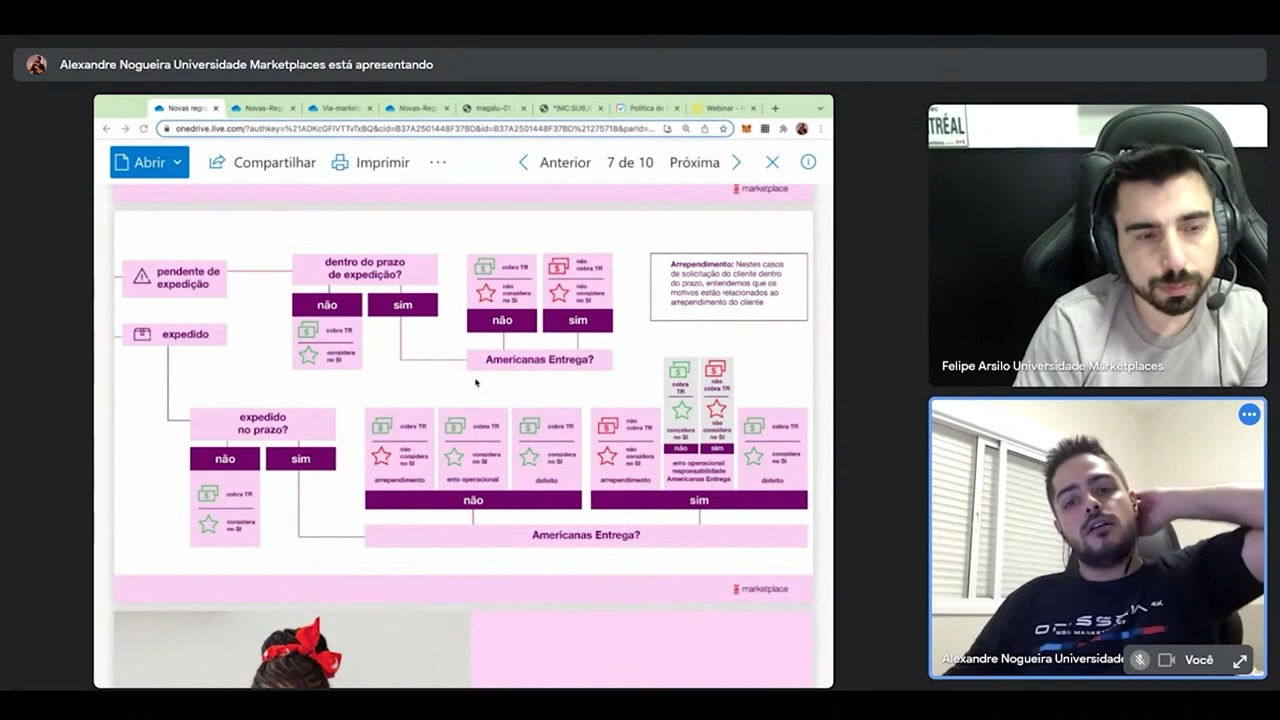 Alexandre Nogueira Universidade Marketplaces está apresentando
Novas regra
Novas-Reg
Via-market
Novas-Reg
magalu-01
Política de
Webinar -
Abrir
Compartilhar
Imprimir
Anterior
7 de 10
Próxima
marketplace
pendente de
expedição
expedido
dentro do prazo
de expedição?
não
sim
cobra TR
considera
no SI
cobra TR
não
considera
no SI
não
não
cobra TR
não
considera
no SI
sim
Americanas Entrega?
Arrependimento: Nestes casos
de solicitação do cliente dentro
do prazo, entendemos que os
motivos estão relacionados ao
arrependimento do cliente
expedido
no prazo?
não
sim
cobra TR
considera
no SI
cobra TR
não
considera
no SI
arrependimento
cobra TR
considera
no SI
erro operacional
cobra TR
considera
no SI
defeito
não
não
cobra TR
não
considera
no SI
arrependimento
cobra
TR
considera
no SI
não
não
cobra TR
não
considera
no SI
sim
erro operacional
responsabilidade
Americanas Entrega
cobra TR
considera
no SI
defeito
sim
Americanas Entrega?
marketplace
TRÉAL
Felipe Arsilo Universidade Marketplaces
Alexandre Nogueira Universidade
Você